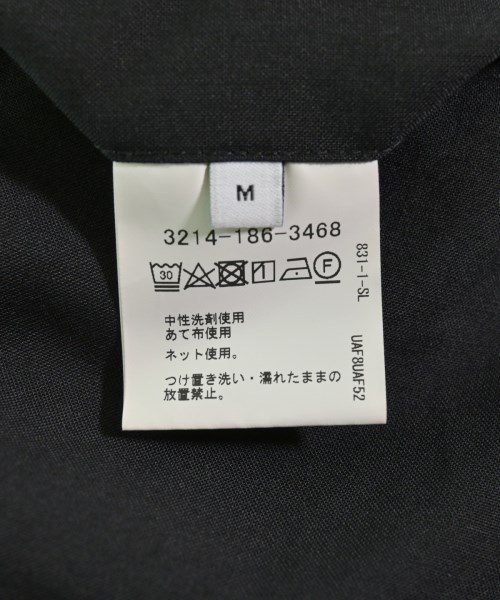 M
3214-186-3468
30
F
中性洗剤使用
あて布使用
ネット使用。
つけ置き洗い・濡れたままの
放置禁止。
831-1-SL
UAF8UAF52